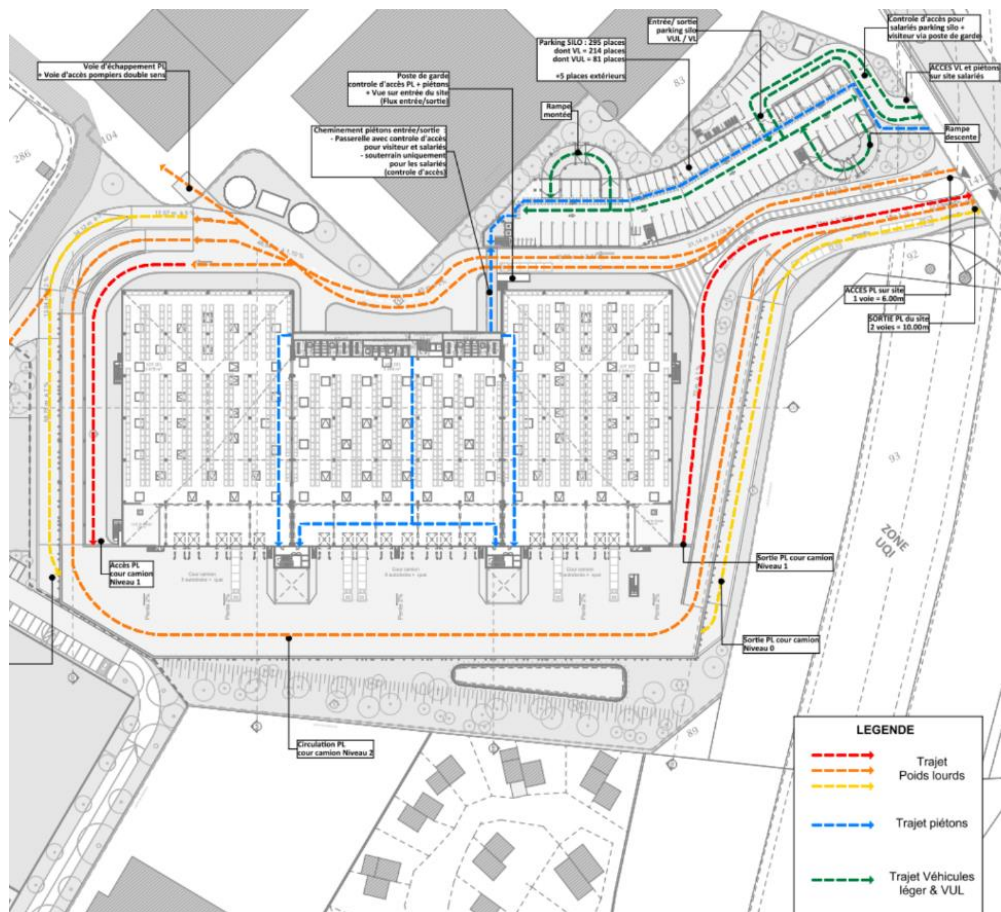 Voie d'échappement PL
+ Voie d'accès pompiers double sens
Poste de garde
controle d'accès PL + piétons
+ Vue sur entrée du site
(Flux entrée/sortie)
Cheminement piétons entrée/sortie :
- Passerelle avec controle d'accès
pour visiteur et salariés
- souterrain uniquement
pour les salariés
(controle d'accès)
Parking SILO : 295 places
dont VL = 214 places
dont VUL = 81 places
+5 places extérieurs
Entrée/ sortie
parking silo
VUL / VL
Controle d'accès pour
salariés parking silo +
visiteur via poste de garde
ACCES VL et piétons
sur site salariés
Rampe
montée
Rampe
descente
83
104
286
141
92
ACCES PL sur site
1 voie = 6.00m
SORTIE PL du site
2 voies = 10.00m
93
ZONE
UQI
Accès PL
cour camion
Niveau 1
Sortie PL cour camion
Niveau 1
Sortie PL cour camion
Niveau 0
Circulation PL
cour camion Niveau 2
89
LEGENDE
Trajet
Poids lourds
Trajet piétons
Trajet Véhicules
léger & VUL